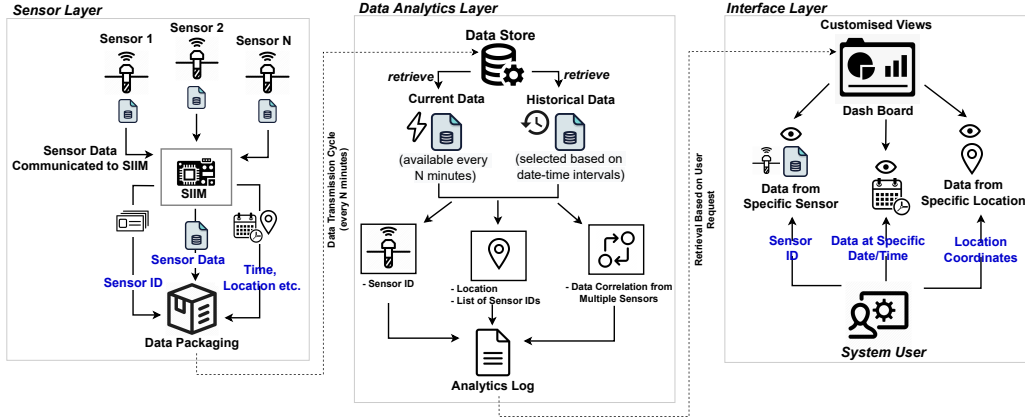 Sensor Layer
Sensor 1
Sensor 2
Sensor N
Sensor Data
Communicated to SIIM
SIIM
Sensor Data
Sensor ID
Time,
Location etc.
Data Packaging
Data Transmission Cycle
(every N minutes)
Data Analytics Layer
Data Store
retrieve
retrieve
Current Data
Historical Data
(available every
N minutes)
(selected based on
date-time intervals)
- Sensor ID
- Location
- List of Sensor IDs
- Data Correlation from
Multiple Sensors
Analytics Log
Retrieval Based on User
Request
Interface Layer
Customised Views
Dash Board
Data from
Specific Sensor
Data from
Specific Location
Sensor
ID
Data at Specific
Date/Time
Location
Coordinates
System User